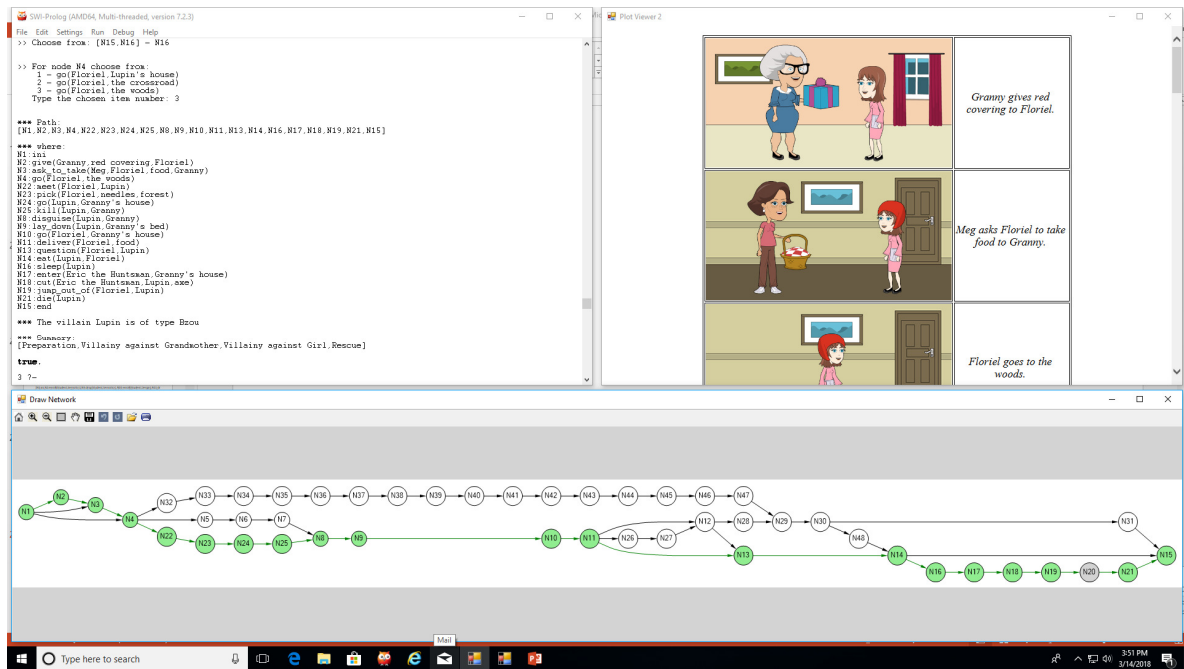 SWI-Prolog (AMD64, Multi-threaded, version 7.2.3)
File Edit Settings Run Debug Help
>> Choose from: [N15,N16] - N16
>> For node N4 choose from:
1 - go(Floriel,Lupin's house)
2 - go(Floriel,the crossroad)
3 - go(Floriel,the woods)
Type the chosen item number: 3
*** Path:
[N1,N2,N3,N4,N22,N23,N24,N25,N8,N9,N10,N11,N13,N14,N16,N17,N18,N19,N21,N15]
*** where:
N1:ini
N2:give(Granny,red covering,Floriel)
N3:ask_to_take(Meg,Floriel,food,Granny)
N4:go(Floriel,the woods)
N22:meet(Floriel,Lupin)
N23:pick(Floriel,needles,forest)
N24:go(Lupin,Granny's house)
N25:kill(Lupin,Granny)
N8:disguise(Lupin,Granny)
N9:lay_down(Lupin,Granny's bed)
N10:go(Floriel,Granny's house)
N11:deliver(Floriel,food)
N13:question(Floriel,Lupin)
N14:eat(Lupin,Floriel)
N16:sleep(Lupin)
N17:enter(Eric the Huntsman,Granny's house)
N18:cut(Eric the Huntsman,Lupin,axe)
N19:jump_out_of(Floriel,Lupin)
N21:die(Lupin)
N15:end
*** The villain Lupin is of type Bzou
*** Summary:
[Preparation,Villainy against Grandmother,Villainy against Girl,Rescue]
true.
3 ?-
Plot Viewer 2
Granny gives red
covering to Floriel.
Meg asks Floriel to take
food to Granny.
Floriel goes to the
woods.
Draw Network
N2 N32 N33 N34 N35 N36 N37 N38 N39 N40 N41 N42 N43 N44 N45 N46 N47
N1 N3 N4 N5 N6 N7 N12 N28 N29 N30 N31
N22 N23 N24 N25 N8 N9 N10 N11 N26 N27 N48
N13 N14 N15
N16 N17 N18 N19 N20 N21
Mail
Type here to search
3:51 PM
3/14/2018